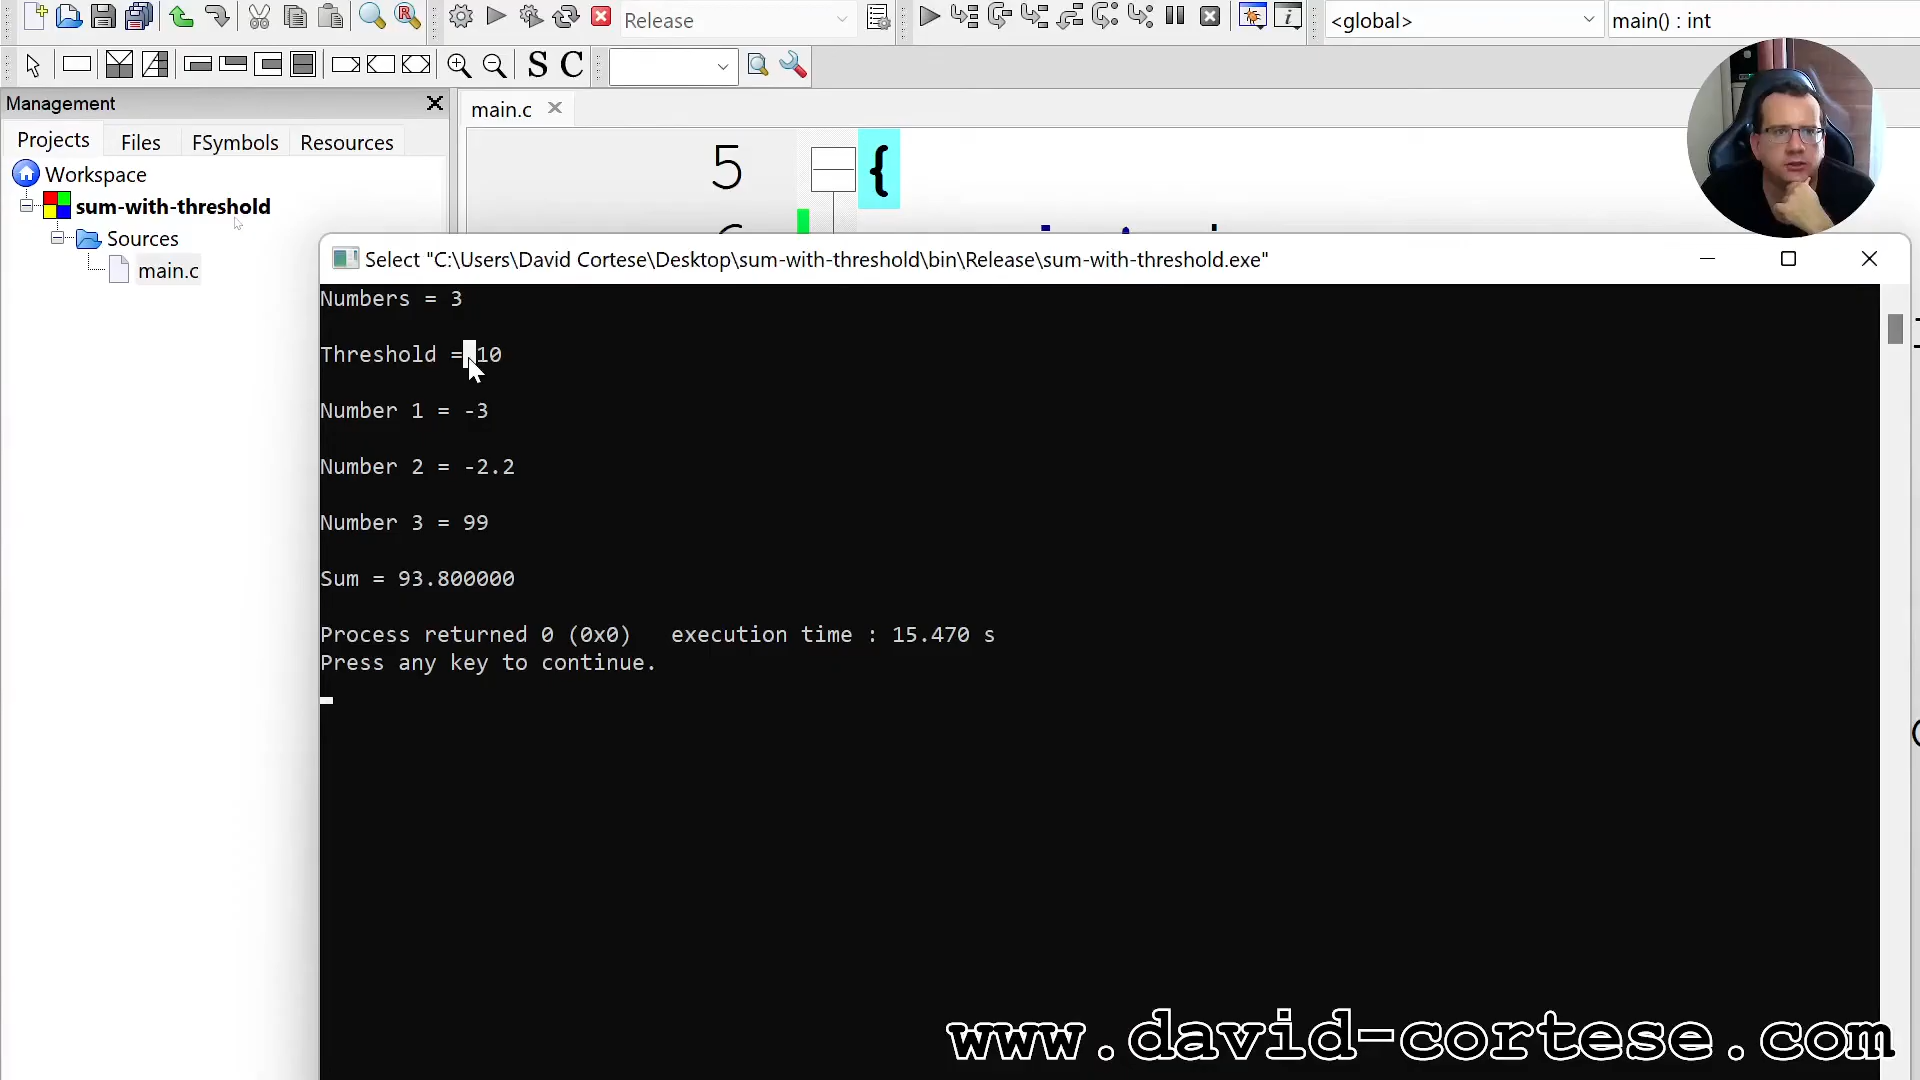 Release
<global>
main() : int
S C
Management
main.c
Projects
Files
FSymbols
Resources
Workspace
sum-with-threshold
Sources
main.c
5
{
Select "C:\Users\David Cortese\Desktop\sum-with-threshold\bin\Release\sum-with-threshold.exe"
Numbers = 3
Threshold = 10
Number 1 = -3
Number 2 = -2.2
Number 3 = 99
Sum = 93.800000
Process returned 0 (0x0)   execution time : 15.470 s
Press any key to continue.
www.david-cortese.com